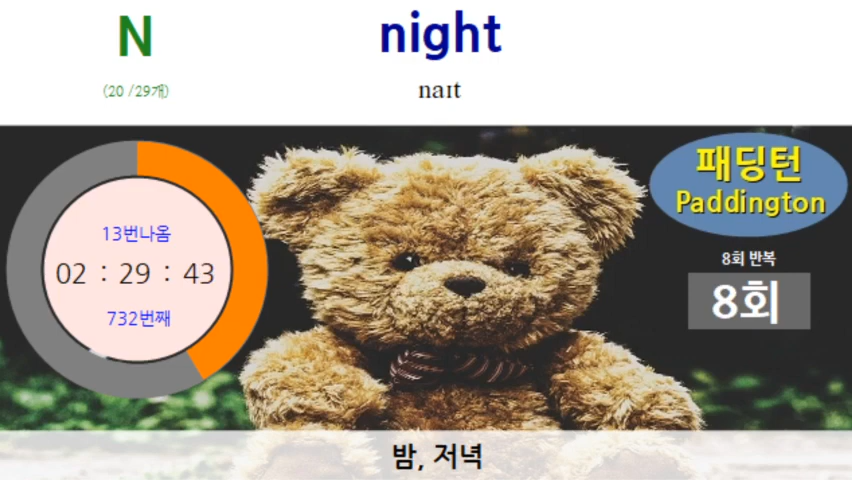 N
night
(20 /29개)
naɪt
패딩턴
Paddington
13번나옴
8회 반복
02 : 29 : 43
8회
732번째
밤, 저녁